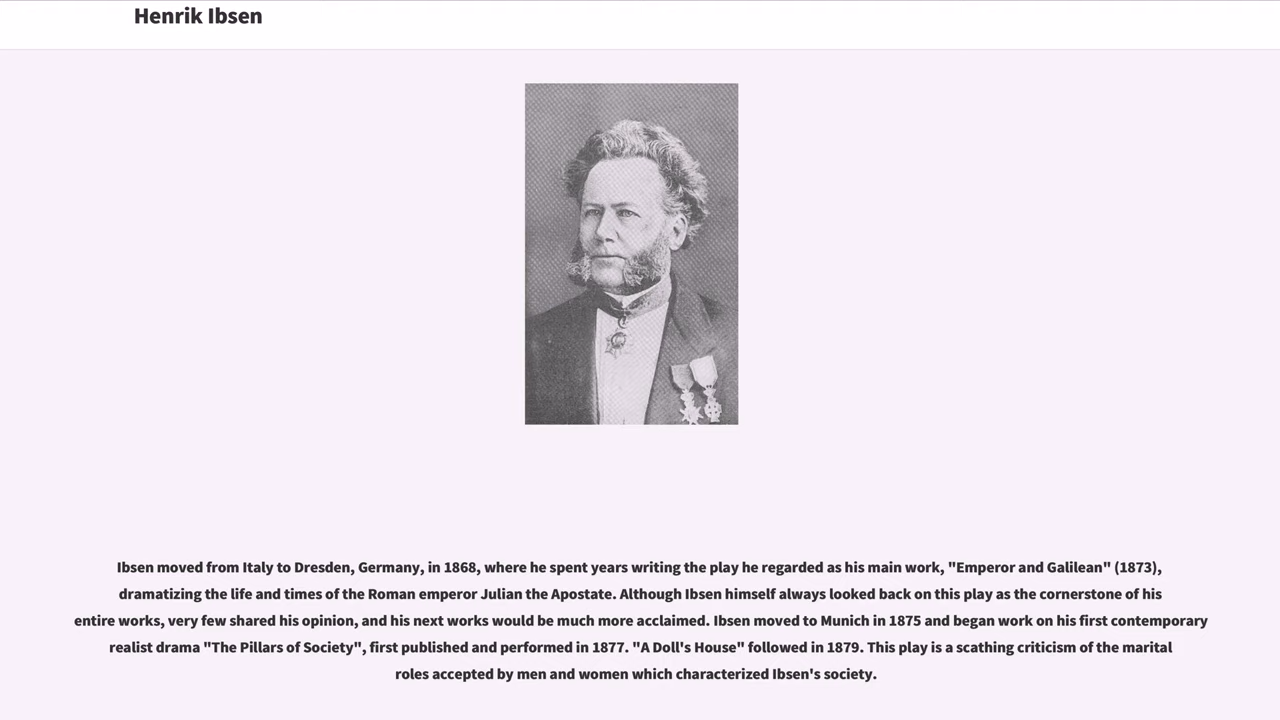 Henrik Ibsen
Ibsen moved from Italy to Dresden, Germany, in 1868, where he spent years writing the play he regarded as his main work, "Emperor and Galilean" (1873),
dramatizing the life and times of the Roman emperor Julian the Apostate. Although Ibsen himself always looked back on this play as the cornerstone of his
entire works, very few shared his opinion, and his next works would be much more acclaimed. Ibsen moved to Munich in 1875 and began work on his first contemporary
realist drama "The Pillars of Society", first published and performed in 1877. "A Doll's House" followed in 1879. This play is a scathing criticism of the marital
roles accepted by men and women which characterized Ibsen's society.